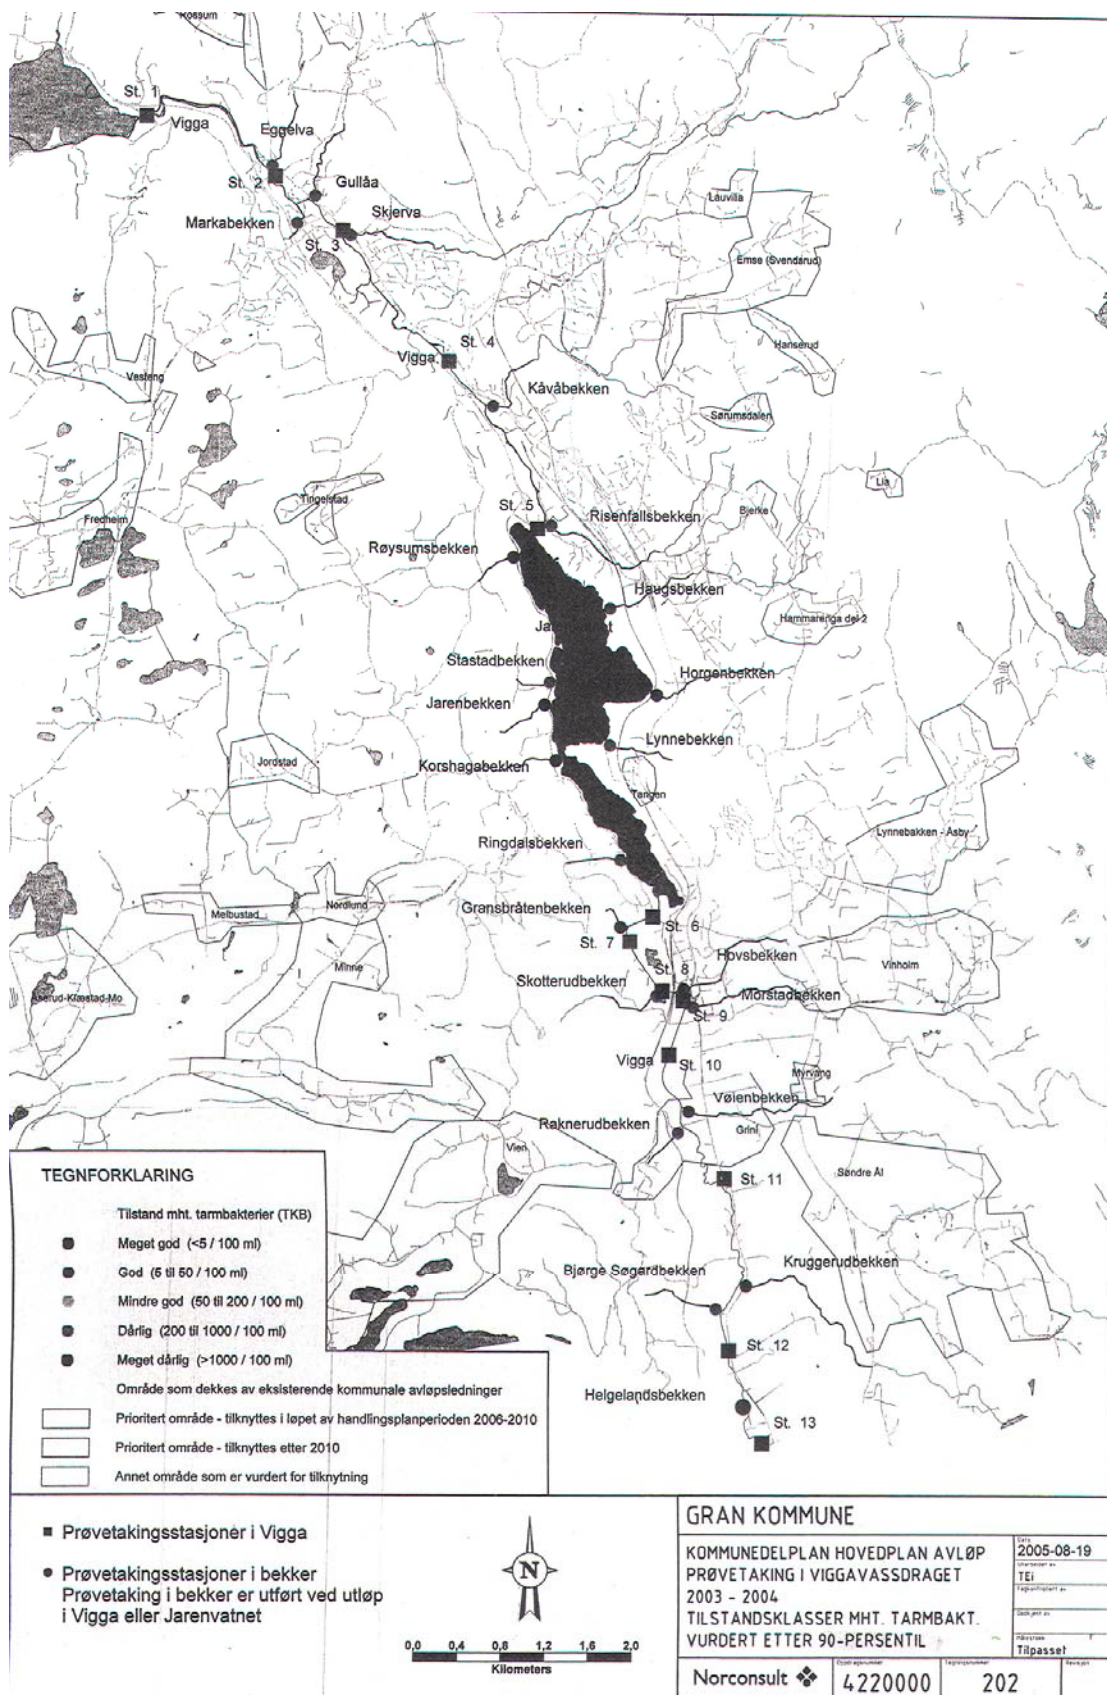 Rossum
St. 1
Vigga
Eggelva
St. 2
Gullåa
Markabekken
Skjerva
St. 3
Lauvilla
Emse (Svendsrud)
St. 4
Vigga
Hanserud
Vesteng
Kåvåbekken
Sørumsdalen
Lia
Tingelstad
St. 5
Risenfallsbekken
Bjerke
Fredheim
Røysumsbekken
Haugsbekken
Hammarenga del 2
Stastadbekken
Horgenbekken
Jarenbekken
Lynnebekken
Korshagabekken
Jordstad
Tangen
Lynnebakken - Åsby
Ringdalsbekken
Melbustad
Nordlund
Gransbråtenbekken
St. 6
St. 7
Hovsbekken
Vinholm
Minne
St. 8
Skotterudbekken
Morstadbekken
St. 9
Vigga
St. 10
Myrvang
Vøienbekken
Raknerudbekken
Grini
Vien
Søndre Ål
St. 11
Bjørge Søgardbekken
Kruggerudbekken
St. 12
Helgelandsbekken
St. 13
TEGNFORKLARING
Tilstand mht. tarmbakterier (TKB)
Meget god (<5 / 100 ml)
God (5 til 50 / 100 ml)
Mindre god (50 til 200 / 100 ml)
Dårlig (200 til 1000 / 100 ml)
Meget dårlig (>1000 / 100 ml)
Område som dekkes av eksisterende kommunale avløpsledninger
Prioritert område - tilknyttes i løpet av handlingsplanperioden 2006-2010
Prioritert område - tilknyttes etter 2010
Annet område som er vurdert for tilknytning
Prøvetakingsstasjoner i Vigga
Prøvetakingsstasjoner i bekker
Prøvetaking i bekker er utført ved utløp
i Vigga eller Jarenvatnet
N
0,0 0,4 0,8 1,2 1,6 2,0
Kilometers
GRAN KOMMUNE
KOMMUNEDELPLAN HOVEDPLAN AVLØP
PRØVETAKING I VIGGAVASSDRAGET
2003 - 2004
TILSTANDSKLASSER MHT. TARMBAKT.
VURDERT ETTER 90-PERSENTIL
Dato
2005-08-19
TEi
Tilpasset
Norconsult
Oppdragsnummer
4220000
Tegningsnummer
202
Revisjon